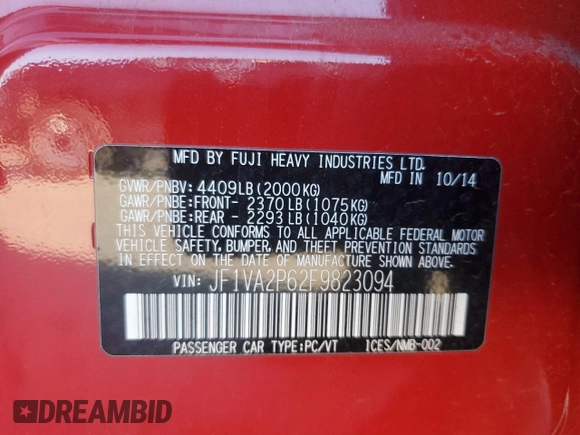 MFD BY FUJI HEAVY INDUSTRIES LTD.
MFD IN 10/14
GVWR/PNBV: 4409LB(2000KG)
GAWR/PNBE:FRONT- 2370LB(1075KG)
GAWR/PNBE:REAR - 2293LB(1040KG)
THIS VEHICLE CONFORMS TO ALL APPLICABLE FEDERAL MOTOR
VEHICLE SAFETY, BUMPER, AND THEFT PREVENTION STANDARDS
IN EFFECT ON THE DATE OF MANUFACTURE SHOWN ABOVE.
VIN: JF1VA2P62F9823094
PASSENGER CAR TYPE:PC/VT ICES/NMB-002
DREAMBID